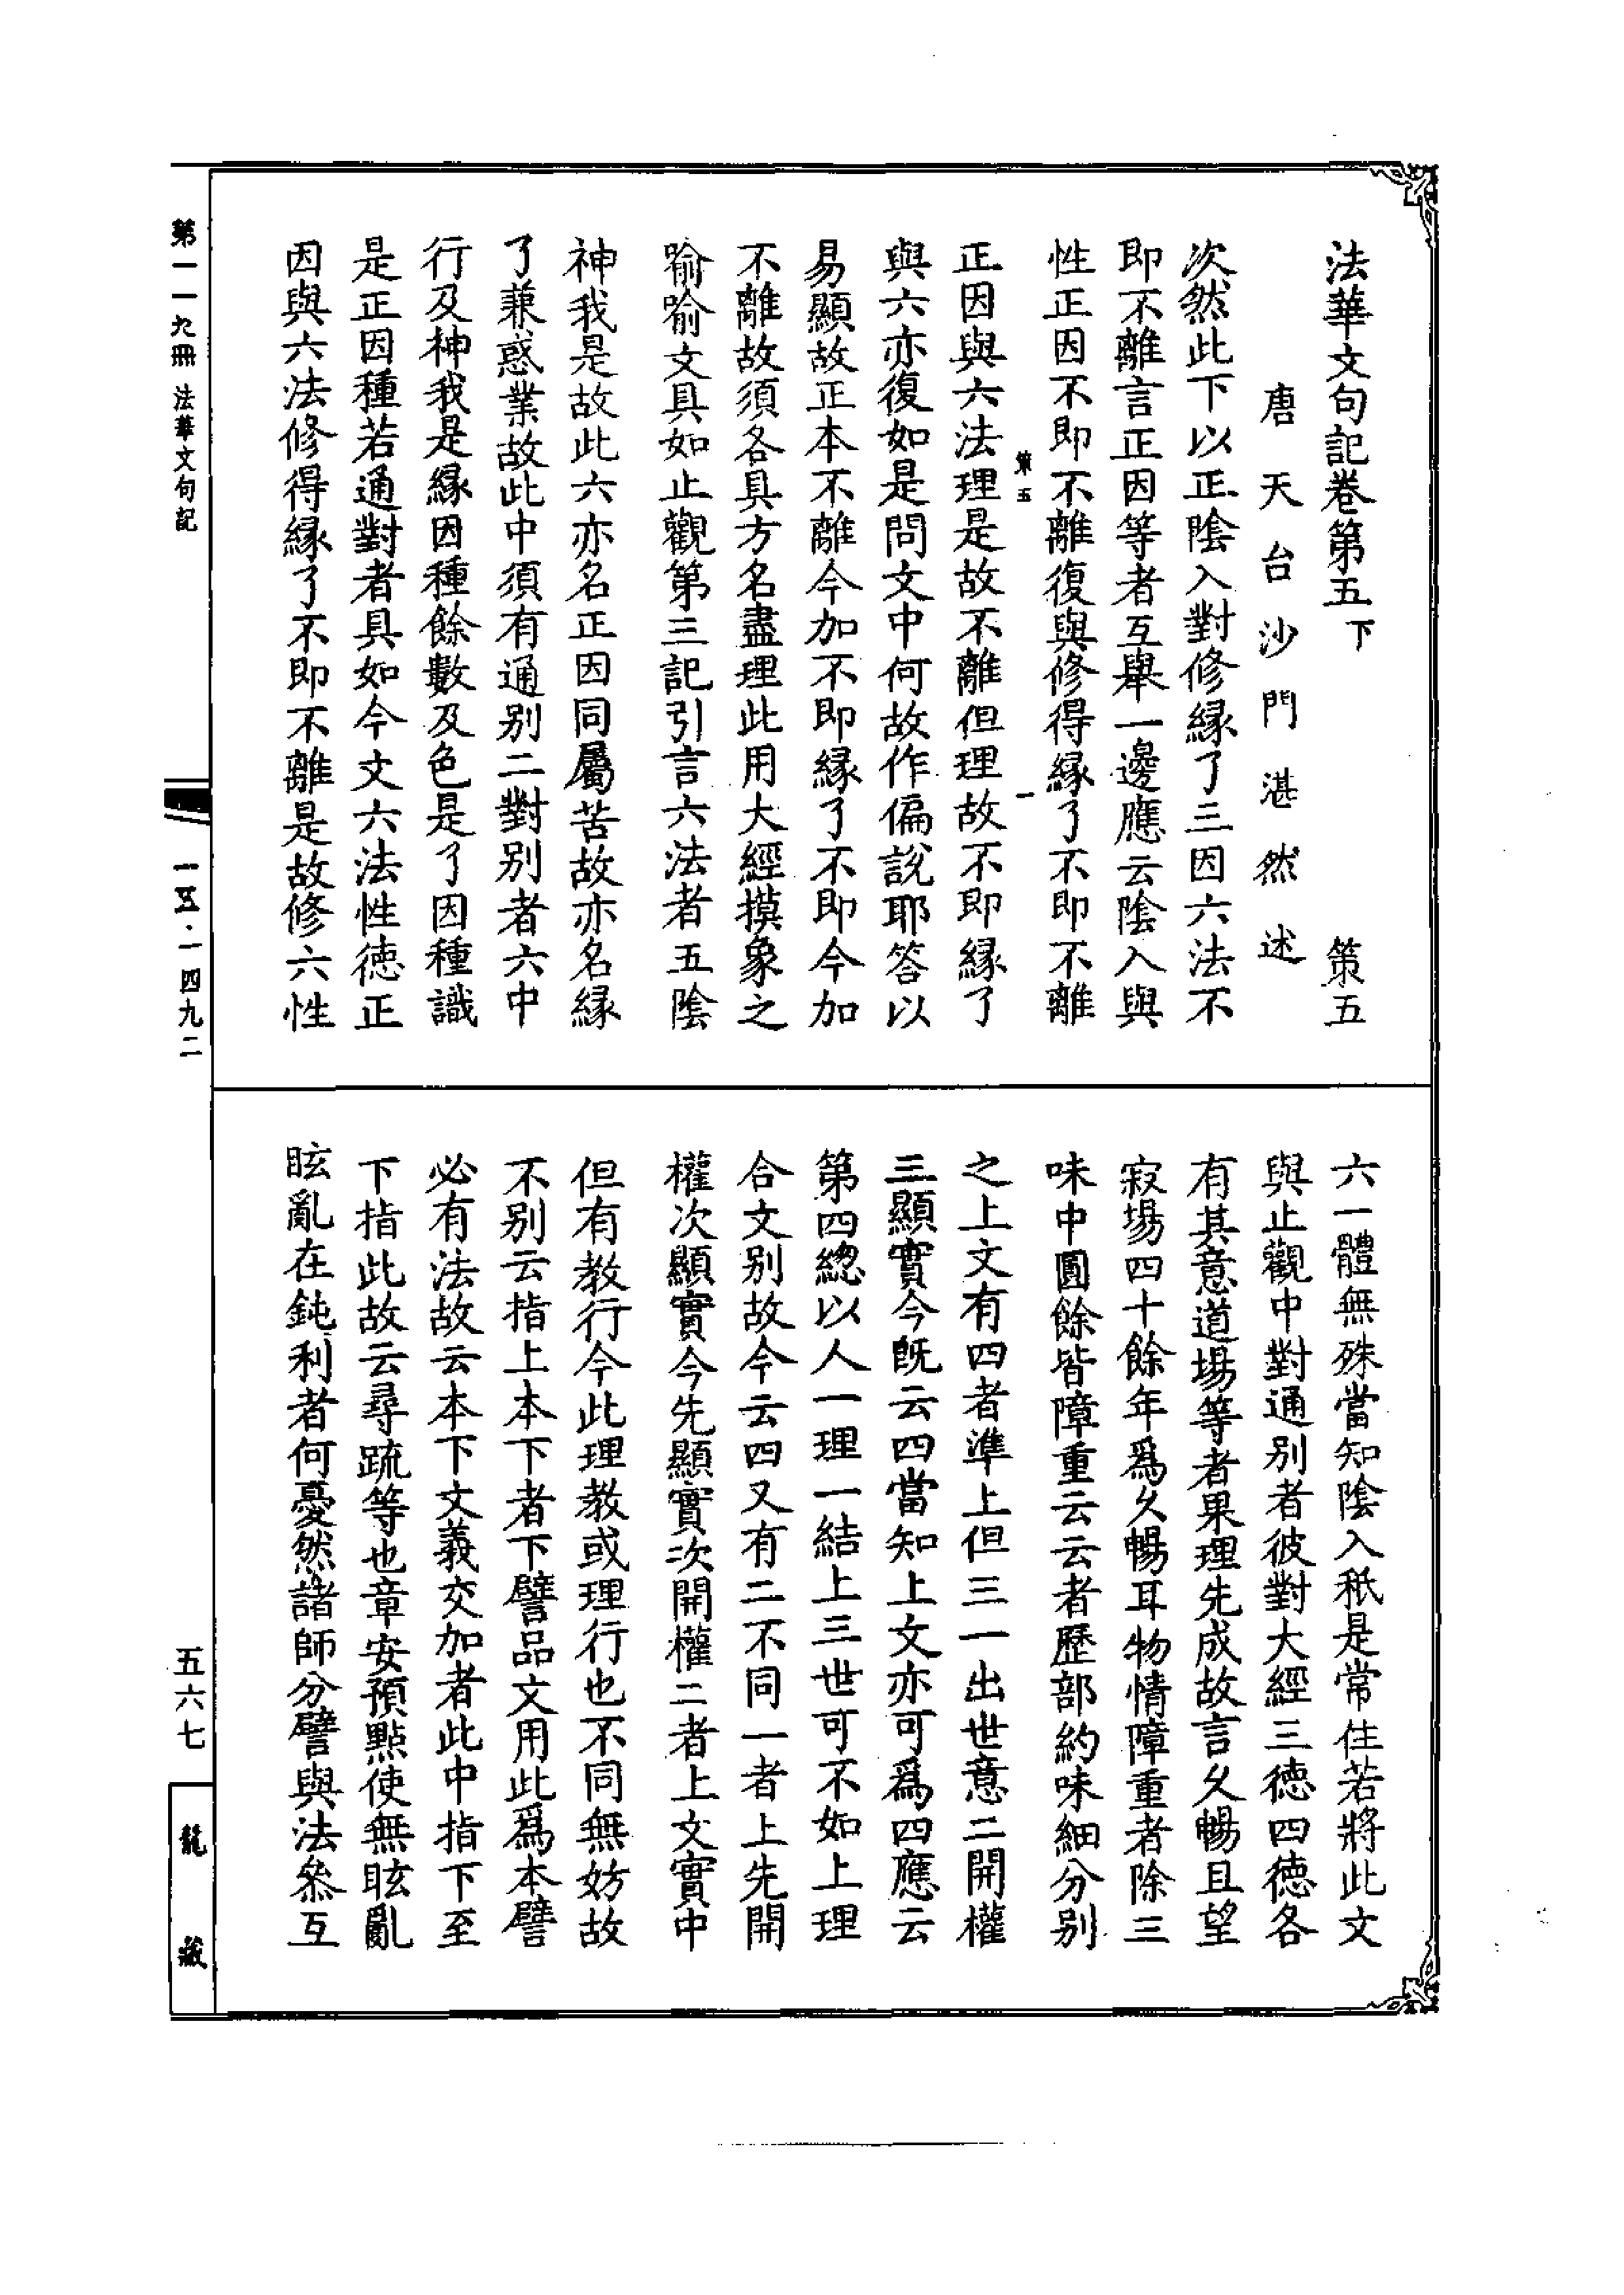 法華文句記卷第五下 策五
唐天台沙門湛然述
次然此下以正陰入對修緣了三因六法不
即不離言正因等者互舉一邊應云陰入與
性正因不即不離復與修得緣了不即不離
策五 一
正因與六法理是故不離但理故不即緣了
與六亦復如是問文中何故作偏說耶答以
易顯故正本不離今加不即緣了不即今加
不離故須各具方名盡理此用大經摸象之
喻喻文具如止觀第三記引言六法者五陰
神我是故此六亦名正因同屬苦故亦名緣
了兼惑業故此中須有通别二對别者六中
行及神我是緣因種餘數及色是了因種識
是正因種若通對者具如今文六法性德正
因與六法修得緣了不即不離是故修六性
六一體無殊當知陰入秖是常住若將此文
與止觀中對通别者彼對大經三德四德各
有其意道場等者果理先成故言久暢且望
寂場四十餘年爲久暢耳物情障重者除三
味中圓餘皆障重云云者歷部約味細分别
之上文有四者準上但三一出世意二開權
三顯實今旣云四當知上文亦可爲四應云
第四總以人一理一結上三世可不如上理
合文别故今云四又有二不同一者上先開
權次顯實今先顯實次開權二者上文實中
但有教行今此理教或理行也不同無妨故
不别云指上本下者下譬品文用此爲本譬
必有法故云本下文義交加者此中指下至
下指此故云尋疏等也章安預點使無眩亂
眩亂在鈍利者何憂然諸師分譬與法叅互
第一一九冊 法華文句記
一五·一四九二
五六七
龍藏